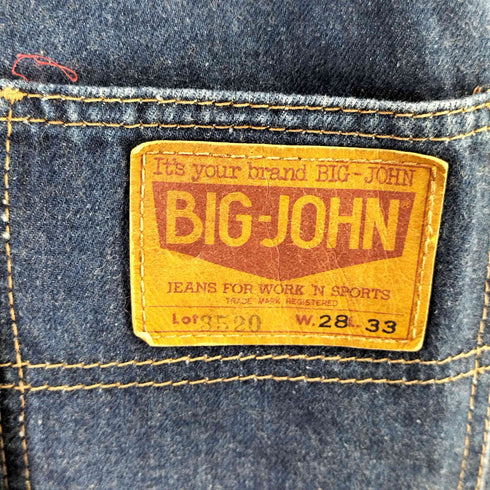 It's your brand BIG-JOHN
BIG-JOHN
JEANS FOR WORK 'N SPORTS
TRADE MARK REGISTERED
Lot 3520 W. 28 L. 33